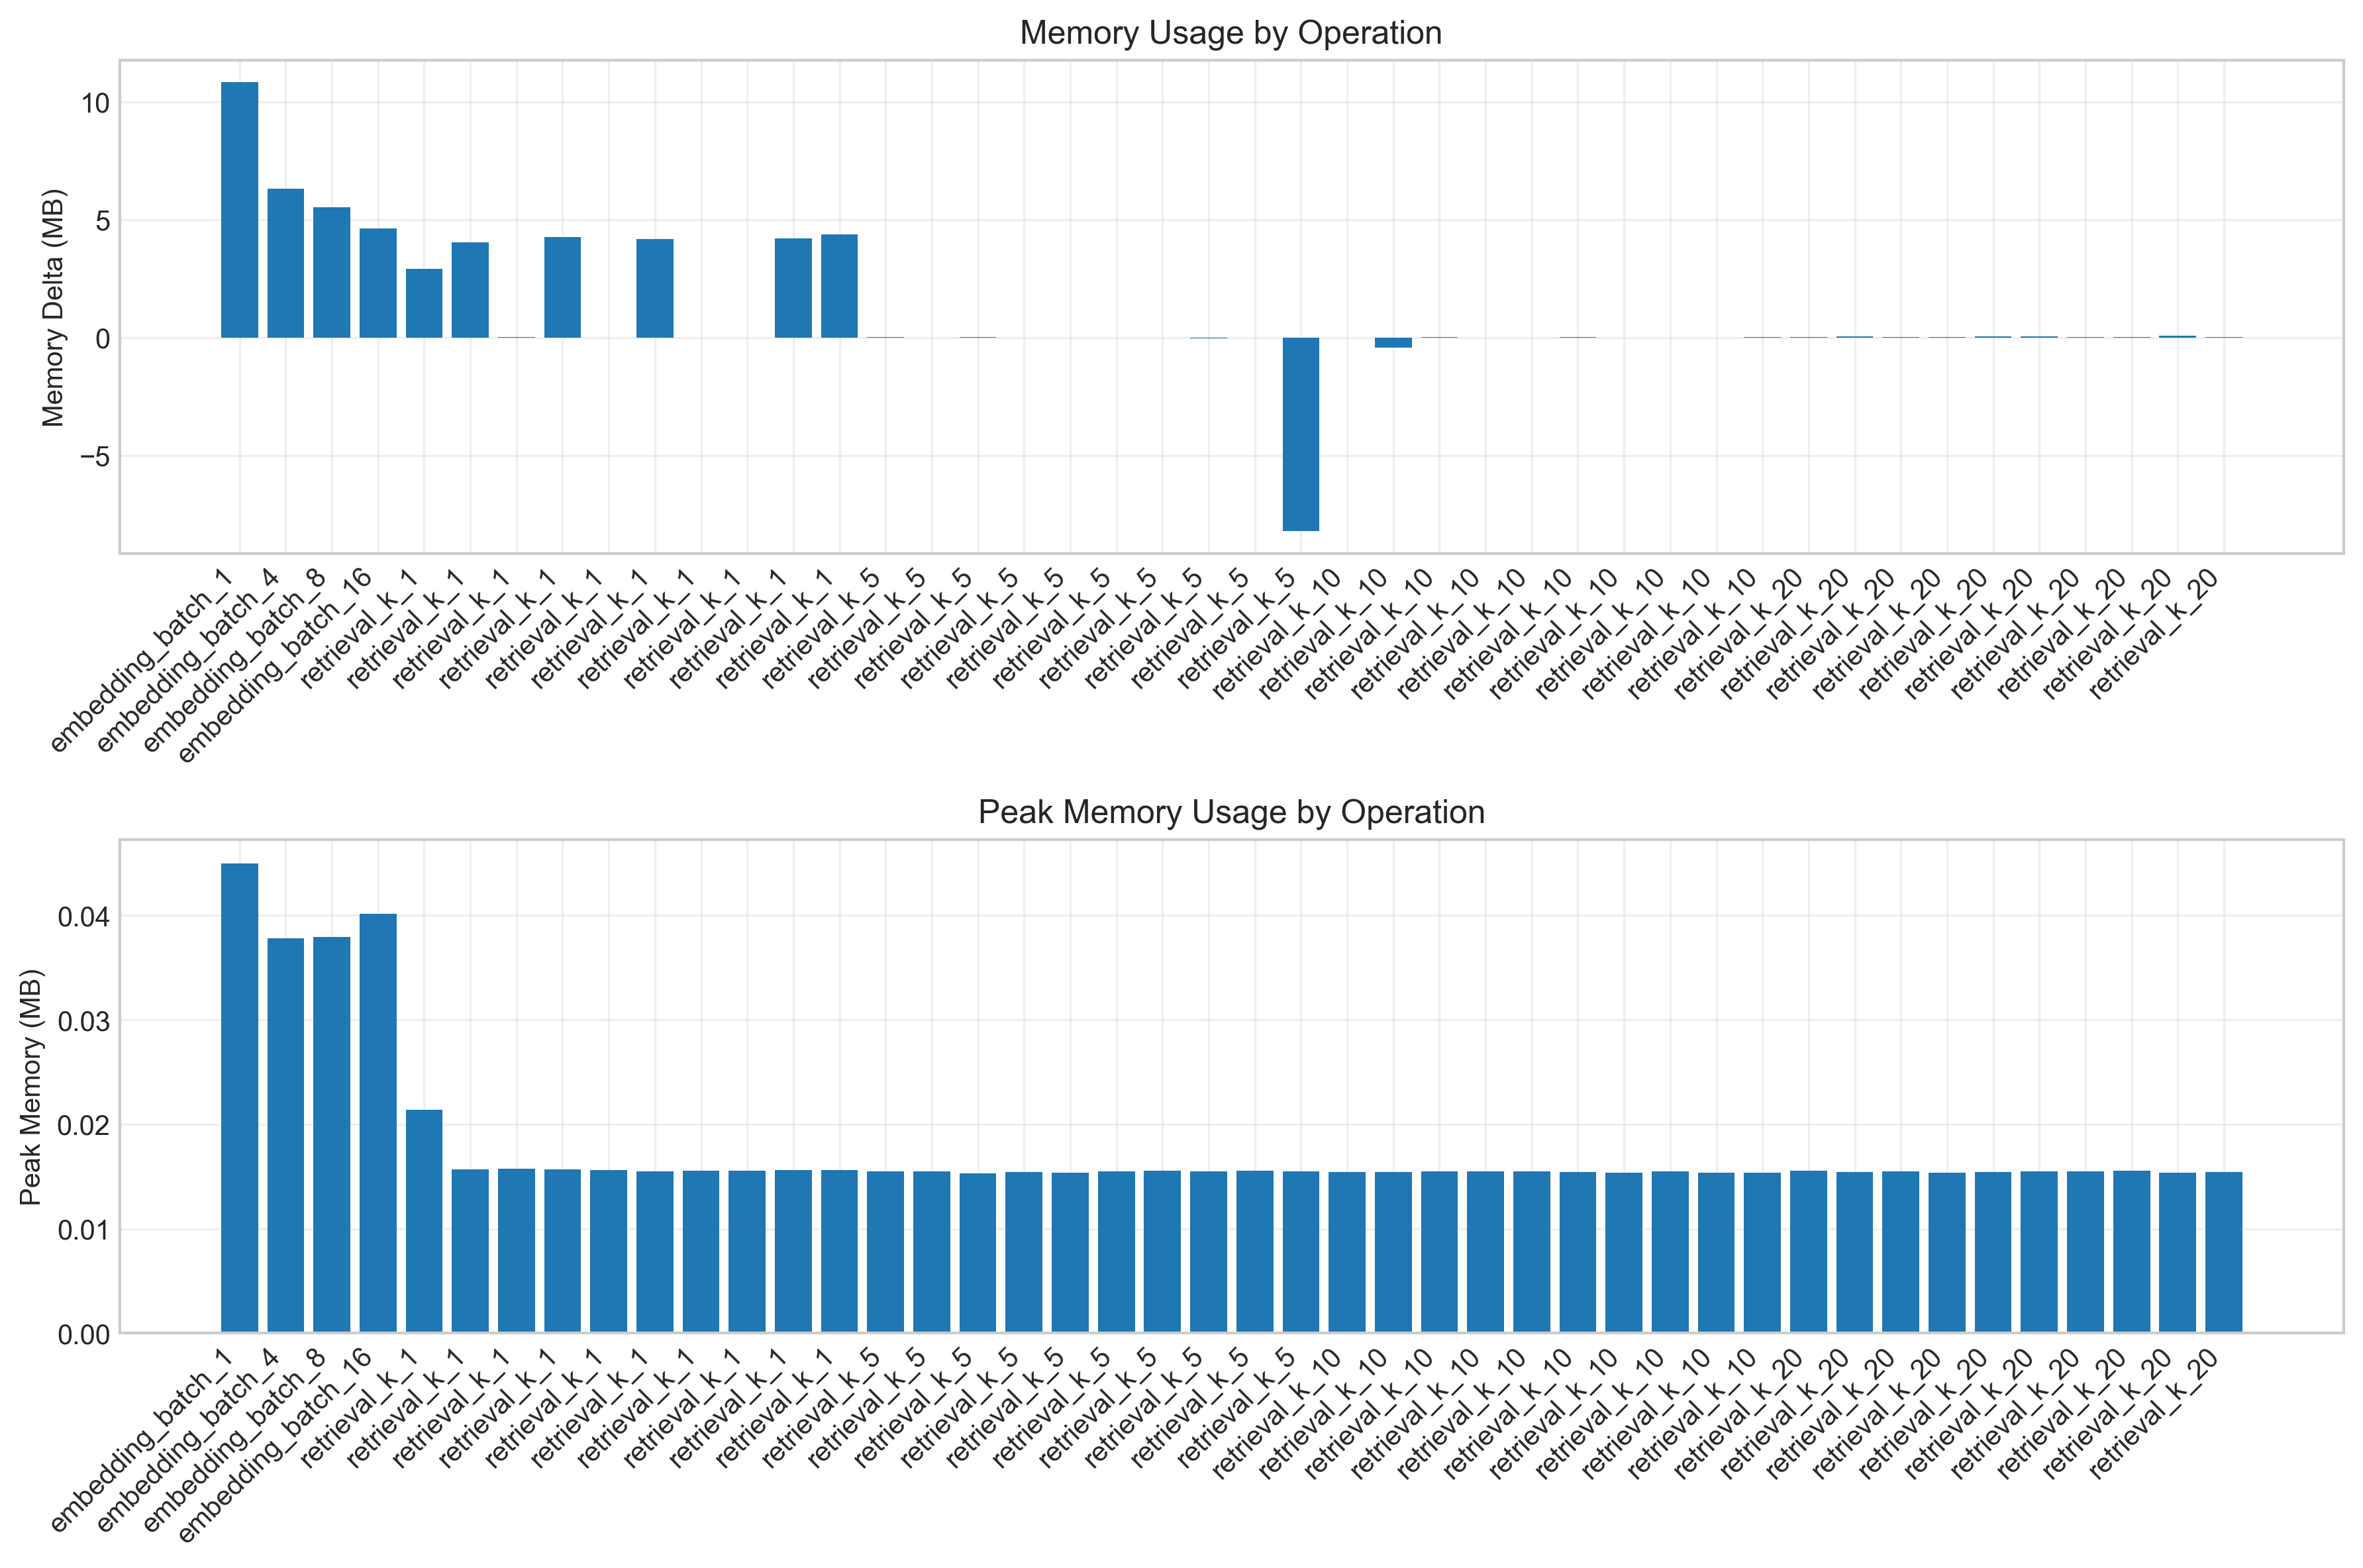 Memory Usage by Operation
Memory Delta (MB)
10
5
0
−5
embedding_batch_1
embedding_batch_4
embedding_batch_8
embedding_batch_16
retrieval_k_1
retrieval_k_1
retrieval_k_1
retrieval_k_1
retrieval_k_1
retrieval_k_1
retrieval_k_1
retrieval_k_1
retrieval_k_1
retrieval_k_1
retrieval_k_5
retrieval_k_5
retrieval_k_5
retrieval_k_5
retrieval_k_5
retrieval_k_5
retrieval_k_5
retrieval_k_5
retrieval_k_5
retrieval_k_5
retrieval_k_10
retrieval_k_10
retrieval_k_10
retrieval_k_10
retrieval_k_10
retrieval_k_10
retrieval_k_10
retrieval_k_10
retrieval_k_10
retrieval_k_10
retrieval_k_20
retrieval_k_20
retrieval_k_20
retrieval_k_20
retrieval_k_20
retrieval_k_20
retrieval_k_20
retrieval_k_20
retrieval_k_20
retrieval_k_20
Peak Memory Usage by Operation
Peak Memory (MB)
0.04
0.03
0.02
0.01
0.00
embedding_batch_1
embedding_batch_4
embedding_batch_8
embedding_batch_16
retrieval_k_1
retrieval_k_1
retrieval_k_1
retrieval_k_1
retrieval_k_1
retrieval_k_1
retrieval_k_1
retrieval_k_1
retrieval_k_1
retrieval_k_1
retrieval_k_5
retrieval_k_5
retrieval_k_5
retrieval_k_5
retrieval_k_5
retrieval_k_5
retrieval_k_5
retrieval_k_5
retrieval_k_5
retrieval_k_5
retrieval_k_10
retrieval_k_10
retrieval_k_10
retrieval_k_10
retrieval_k_10
retrieval_k_10
retrieval_k_10
retrieval_k_10
retrieval_k_10
retrieval_k_10
retrieval_k_20
retrieval_k_20
retrieval_k_20
retrieval_k_20
retrieval_k_20
retrieval_k_20
retrieval_k_20
retrieval_k_20
retrieval_k_20
retrieval_k_20